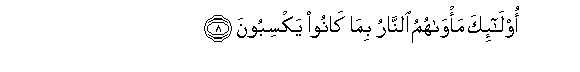 أُو۟لَـٰٓئِكَ مَأْوَىٰهُمُ ٱلنَّارُ بِمَا كَانُوا۟ يَكْسِبُونَ ﴿٨﴾